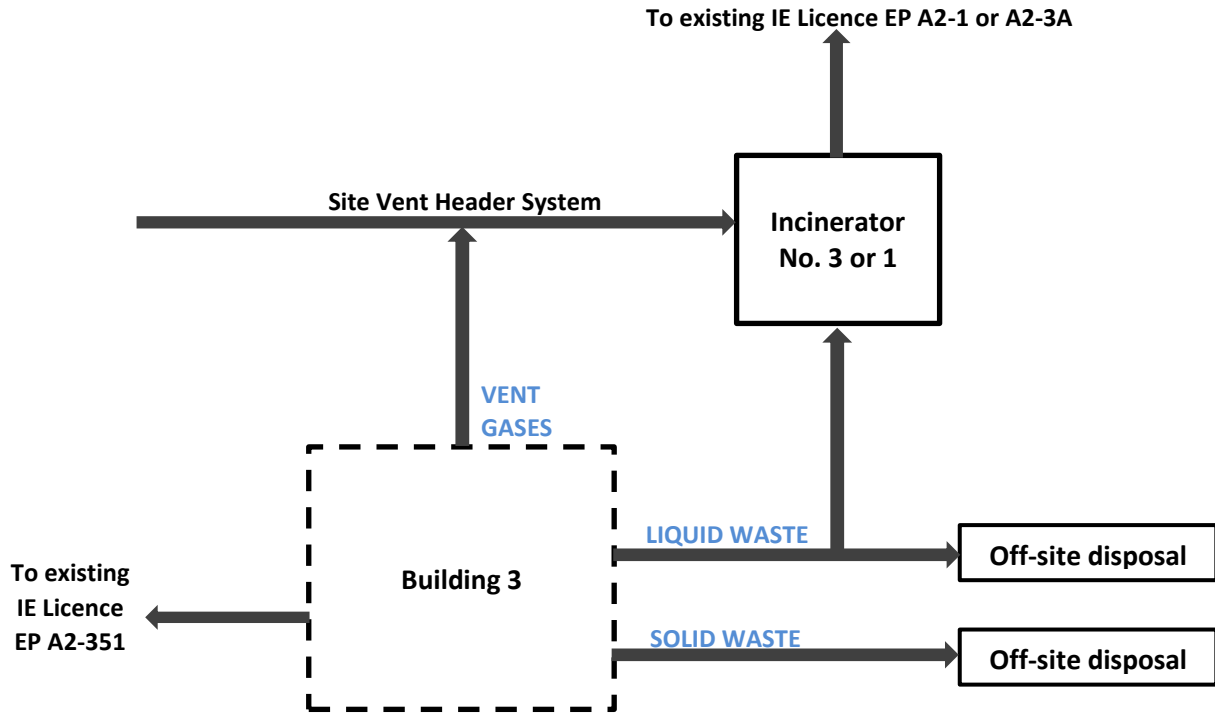 To existing IE Licence EP A2-1 or A2-3A
Site Vent Header System
Incinerator
No. 3 or 1
VENT
GASES
LIQUID WASTE
Off-site disposal
Building 3
To existing
IE Licence
EP A2-351
SOLID WASTE
Off-site disposal